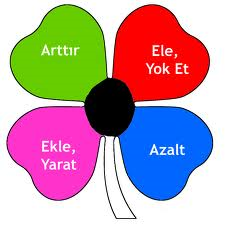 Arttır
Ele,
Yok Et
Ekle,
Yarat
Azalt